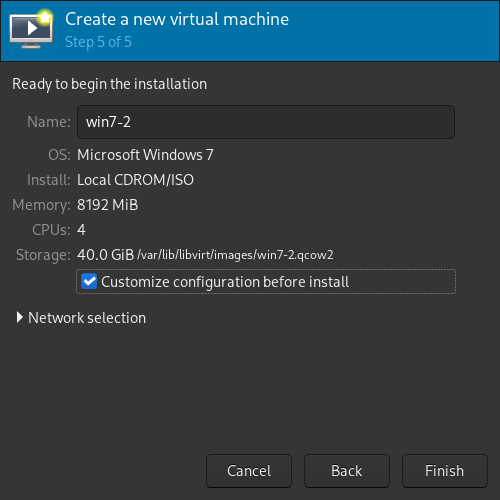 Create a new virtual machine
Step 5 of 5
Ready to begin the installation
Name: win7-2
OS: Microsoft Windows 7
Install: Local CDROM/ISO
Memory: 8192 MiB
CPUs: 4
Storage: 40.0 GiB /var/lib/libvirt/images/win7-2.qcow2
Customize configuration before install
Network selection
Cancel Back Finish